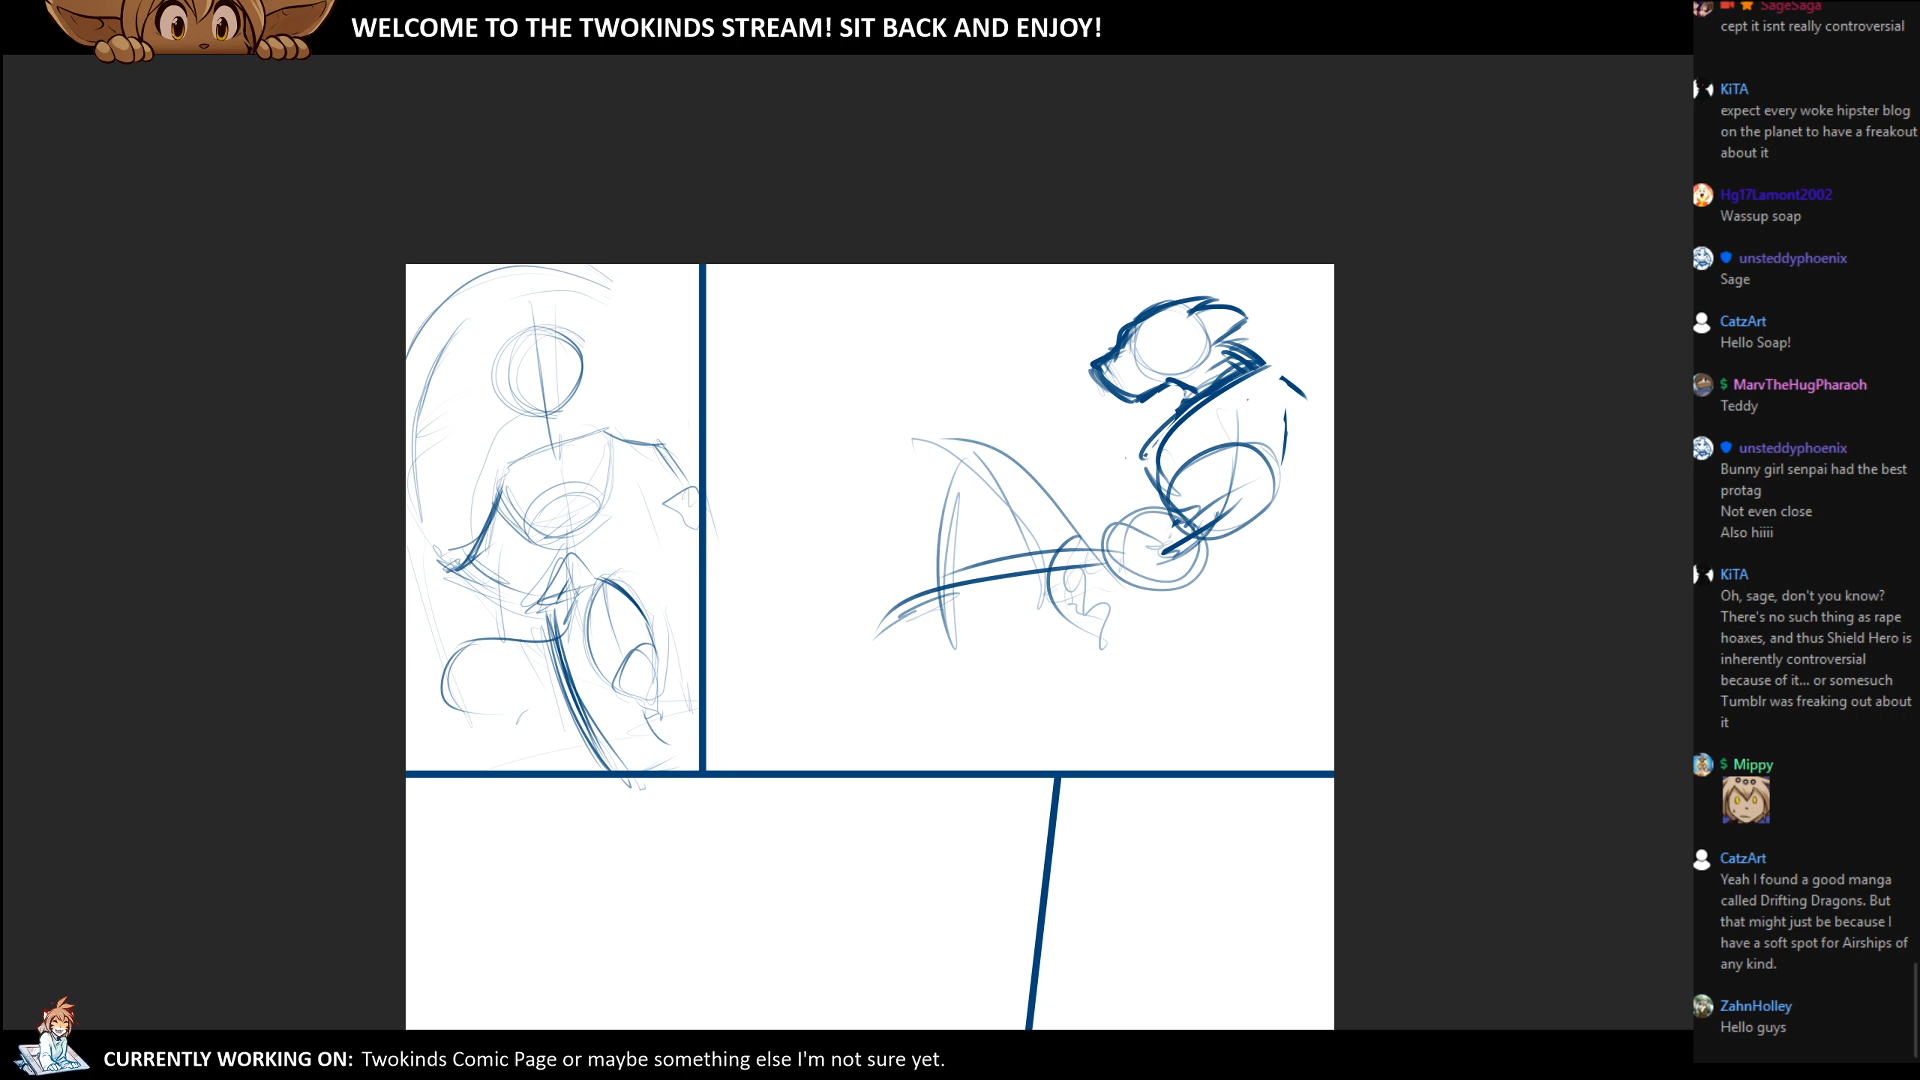 WELCOME TO THE TWOKINDS STREAM! SIT BACK AND ENJOY!
SageSaga
cept it isnt really controversial
KiTA
expect every woke hipster blog
on the planet to have a freakout
about it
Hg17Lamont2002
Wassup soap
unsteddyphoenix
Sage
CatzArt
Hello Soap!
$ MarvTheHugPharaoh
Teddy
unsteddyphoenix
Bunny girl senpai had the best
protag
Not even close
Also hiiii
KiTA
Oh, sage, don't you know?
There's no such thing as rape
hoaxes, and thus Shield Hero is
inherently controversial
because of it... or somesuch
Tumblr was freaking out about
it
$ Mippy
CatzArt
Yeah I found a good manga
called Drifting Dragons. But
that might just be because I
have a soft spot for Airships of
any kind.
ZahnHolley
Hello guys
CURRENTLY WORKING ON: Twokinds Comic Page or maybe something else I'm not sure yet.